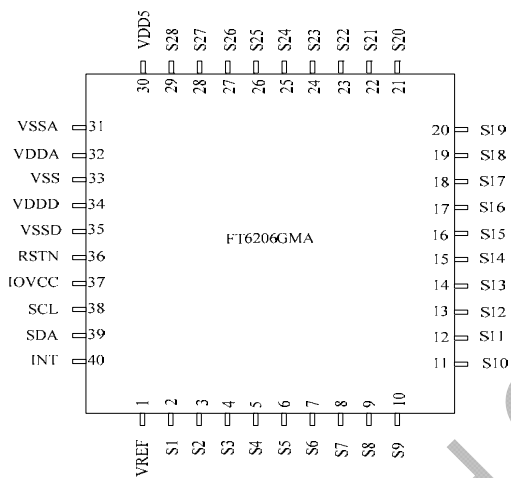 VDD5 S28 S27 S26 S25 S24 S23 S22 S21 S20
30 29 28 27 26 25 24 23 22 21
VSSA 31
VDDA 32
VSS 33
VDDD 34
VSSD 35
RSTN 36
IOVCC 37
SCL 38
SDA 39
INT 40
FT6206GMA
20 S19
19 S18
18 S17
17 S16
16 S15
15 S14
14 S13
13 S12
12 S11
11 S10
1 2 3 4 5 6 7 8 9 10
VREF S1 S2 S3 S4 S5 S6 S7 S8 S9